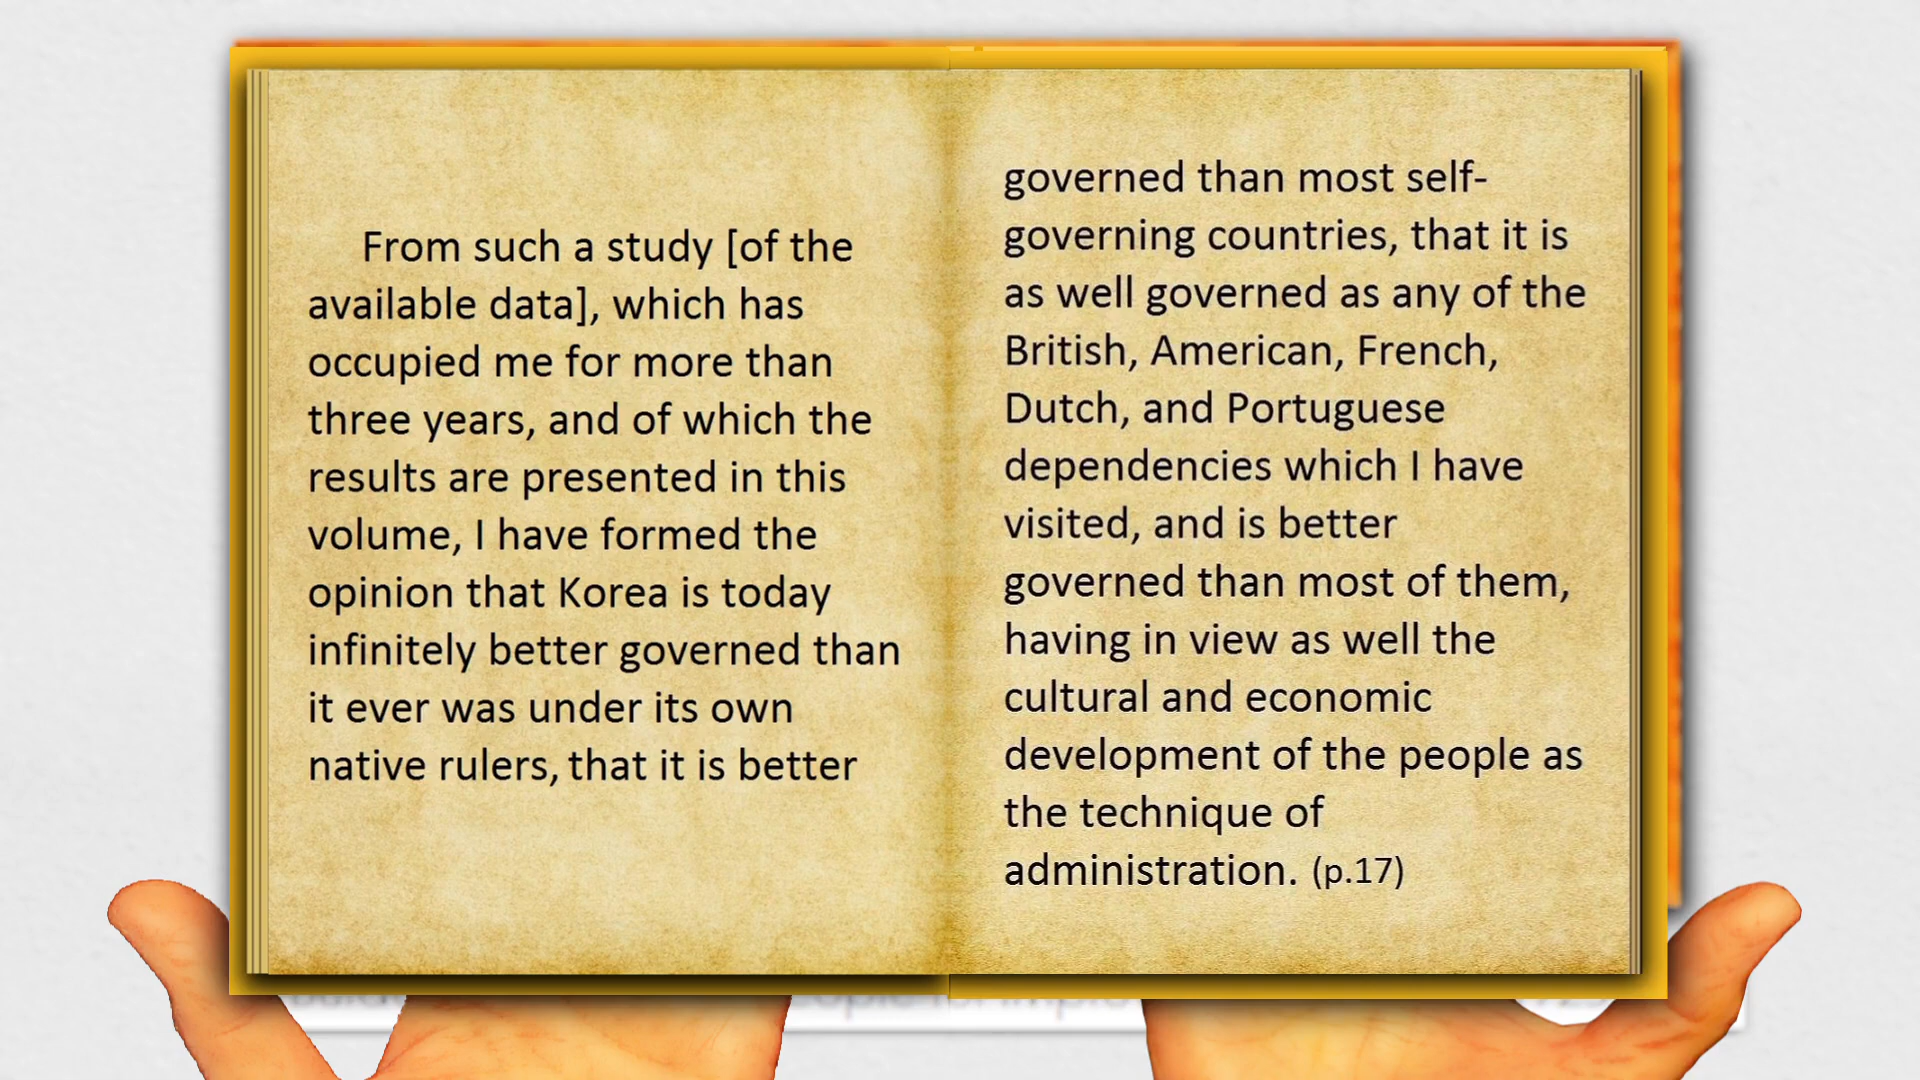 From such a study [of the
available data], which has
occupied me for more than
three years, and of which the
results are presented in this
volume, I have formed the
opinion that Korea is today
infinitely better governed than
it ever was under its own
native rulers, that it is better
governed than most self-
governing countries, that it is
as well governed as any of the
British, American, French,
Dutch, and Portuguese
dependencies which I have
visited, and is better
governed than most of them,
having in view as well the
cultural and economic
development of the people as
the technique of
administration. (p.17)